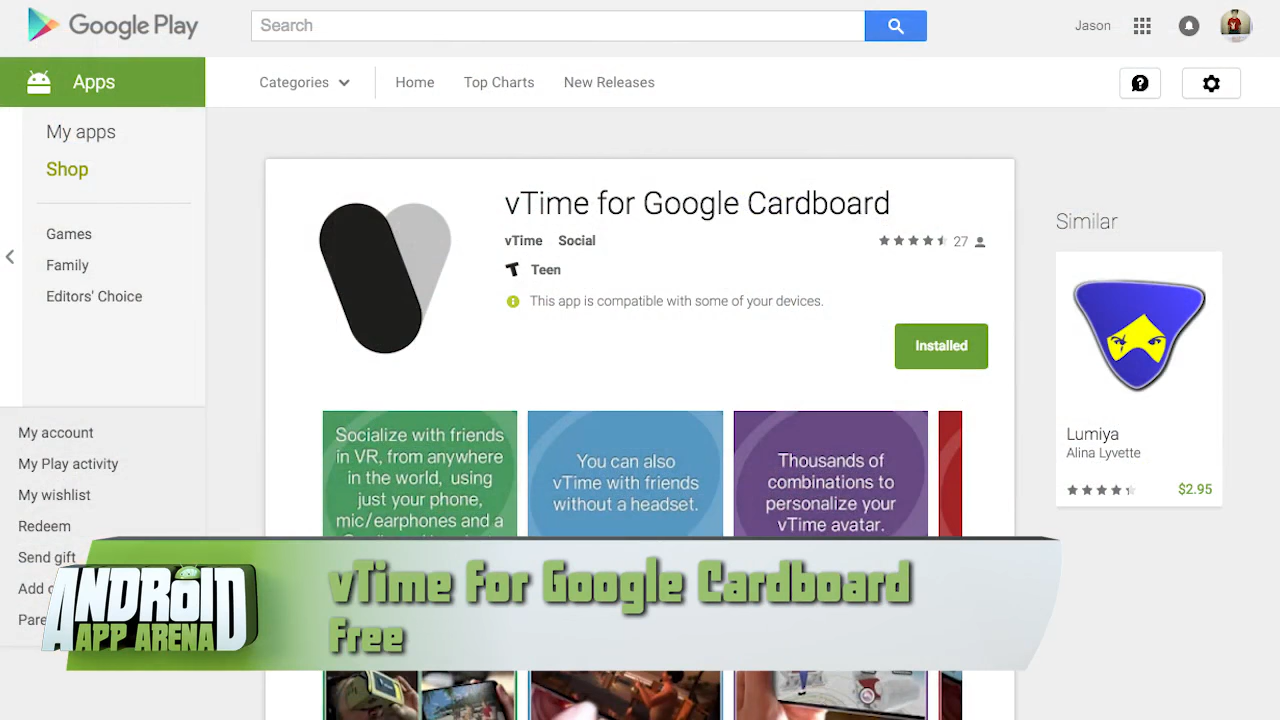 Google Play
Search
Jason
Apps
Categories
Home
Top Charts
New Releases
My apps
Shop
Games
Family
Editors' Choice
My account
My Play activity
My wishlist
Redeem
Send gift
Add
Pare
vTime for Google Cardboard
vTime Social
27
T Teen
This app is compatible with some of your devices.
Installed
Socialize with friends
in VR, from anywhere
in the world, using
just your phone,
mic/earphones and a
You can also
vTime with friends
without a headset.
Thousands of
combinations to
personalize your
vTime avatar.
Similar
Lumiya
Alina Lyvette
$2.95
ANDROID
APP ARENA
vTime For Google Cardboard
Free